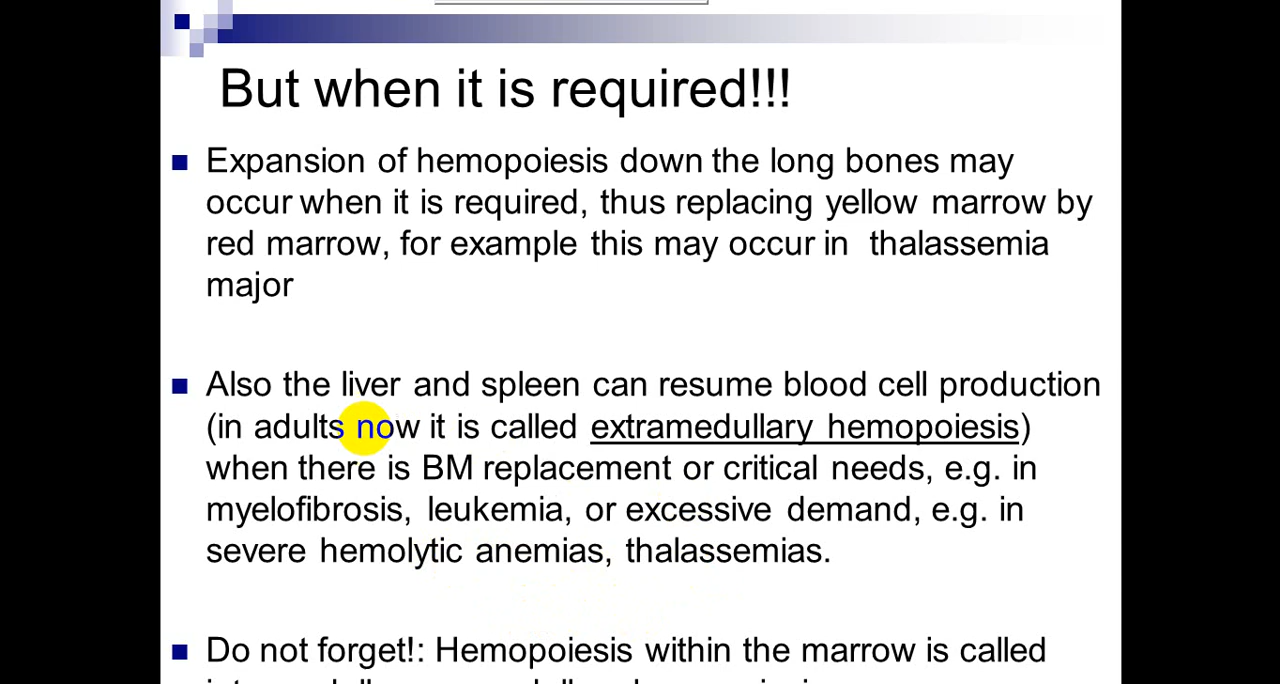 But when it is required!!!
Expansion of hemopoiesis down the long bones may
occur when it is required, thus replacing yellow marrow by
red marrow, for example this may occur in thalassemia
major
Also the liver and spleen can resume blood cell production
(in adults now it is called extramedullary hemopoiesis)
when there is BM replacement or critical needs, e.g. in
myelofibrosis, leukemia, or excessive demand, e.g. in
severe hemolytic anemias, thalassemias.
Do not forget!: Hemopoiesis within the marrow is called